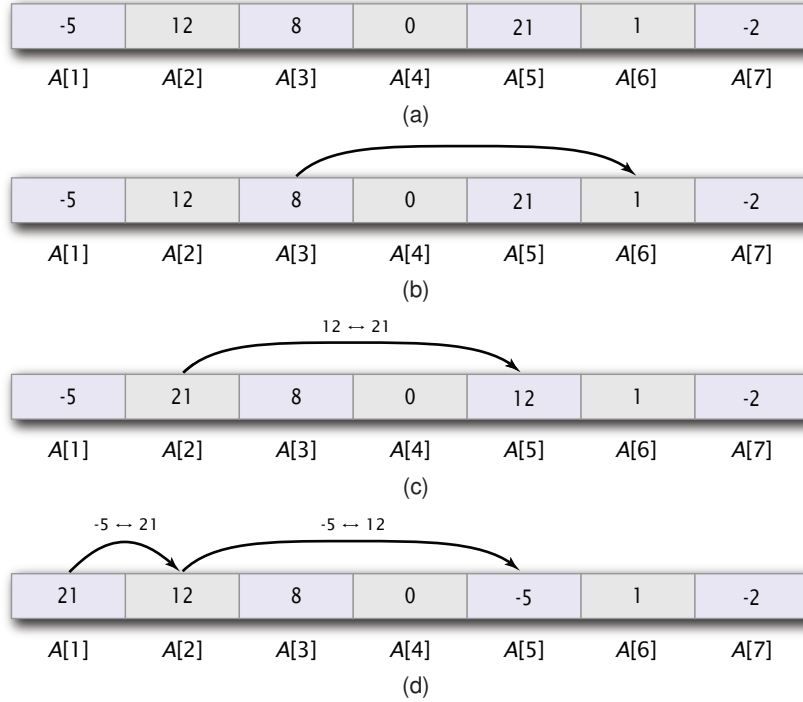 -5 12 8 0 21 1 -2
A[1] A[2] A[3] A[4] A[5] A[6] A[7]
(a)
-5 12 8 0 21 1 -2
A[1] A[2] A[3] A[4] A[5] A[6] A[7]
(b)
12 ↔ 21
-5 21 8 0 12 1 -2
A[1] A[2] A[3] A[4] A[5] A[6] A[7]
(c)
-5 ↔ 21 -5 ↔ 12
21 12 8 0 -5 1 -2
A[1] A[2] A[3] A[4] A[5] A[6] A[7]
(d)